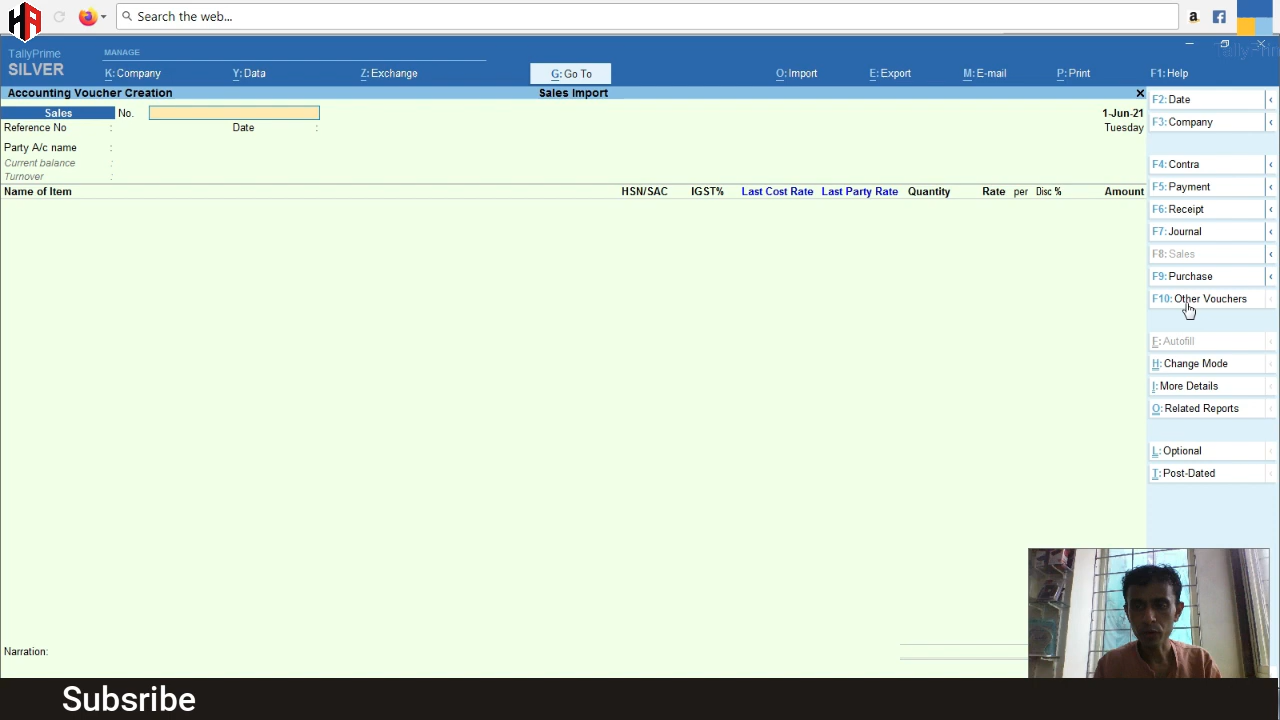 HA
Search the web...
TallyPrime
SILVER
MANAGE
K: Company
Y: Data
Z: Exchange
G: Go To
O: Import
E: Export
M: E-mail
P: Print
F1: Help
Accounting Voucher Creation
Sales Import
Sales No.
1-Jun-21
Reference No : Date :
Tuesday
Party A/c name :
Current balance :
Turnover :
Name of Item HSN/SAC IGST% Last Cost Rate Last Party Rate Quantity Rate per Disc % Amount
F2: Date
F3: Company
F4: Contra
F5: Payment
F6: Receipt
F7: Journal
F8: Sales
F9: Purchase
F10: Other Vouchers
F: Autofill
H: Change Mode
I: More Details
O: Related Reports
L: Optional
T: Post-Dated
Narration:
Subsribe